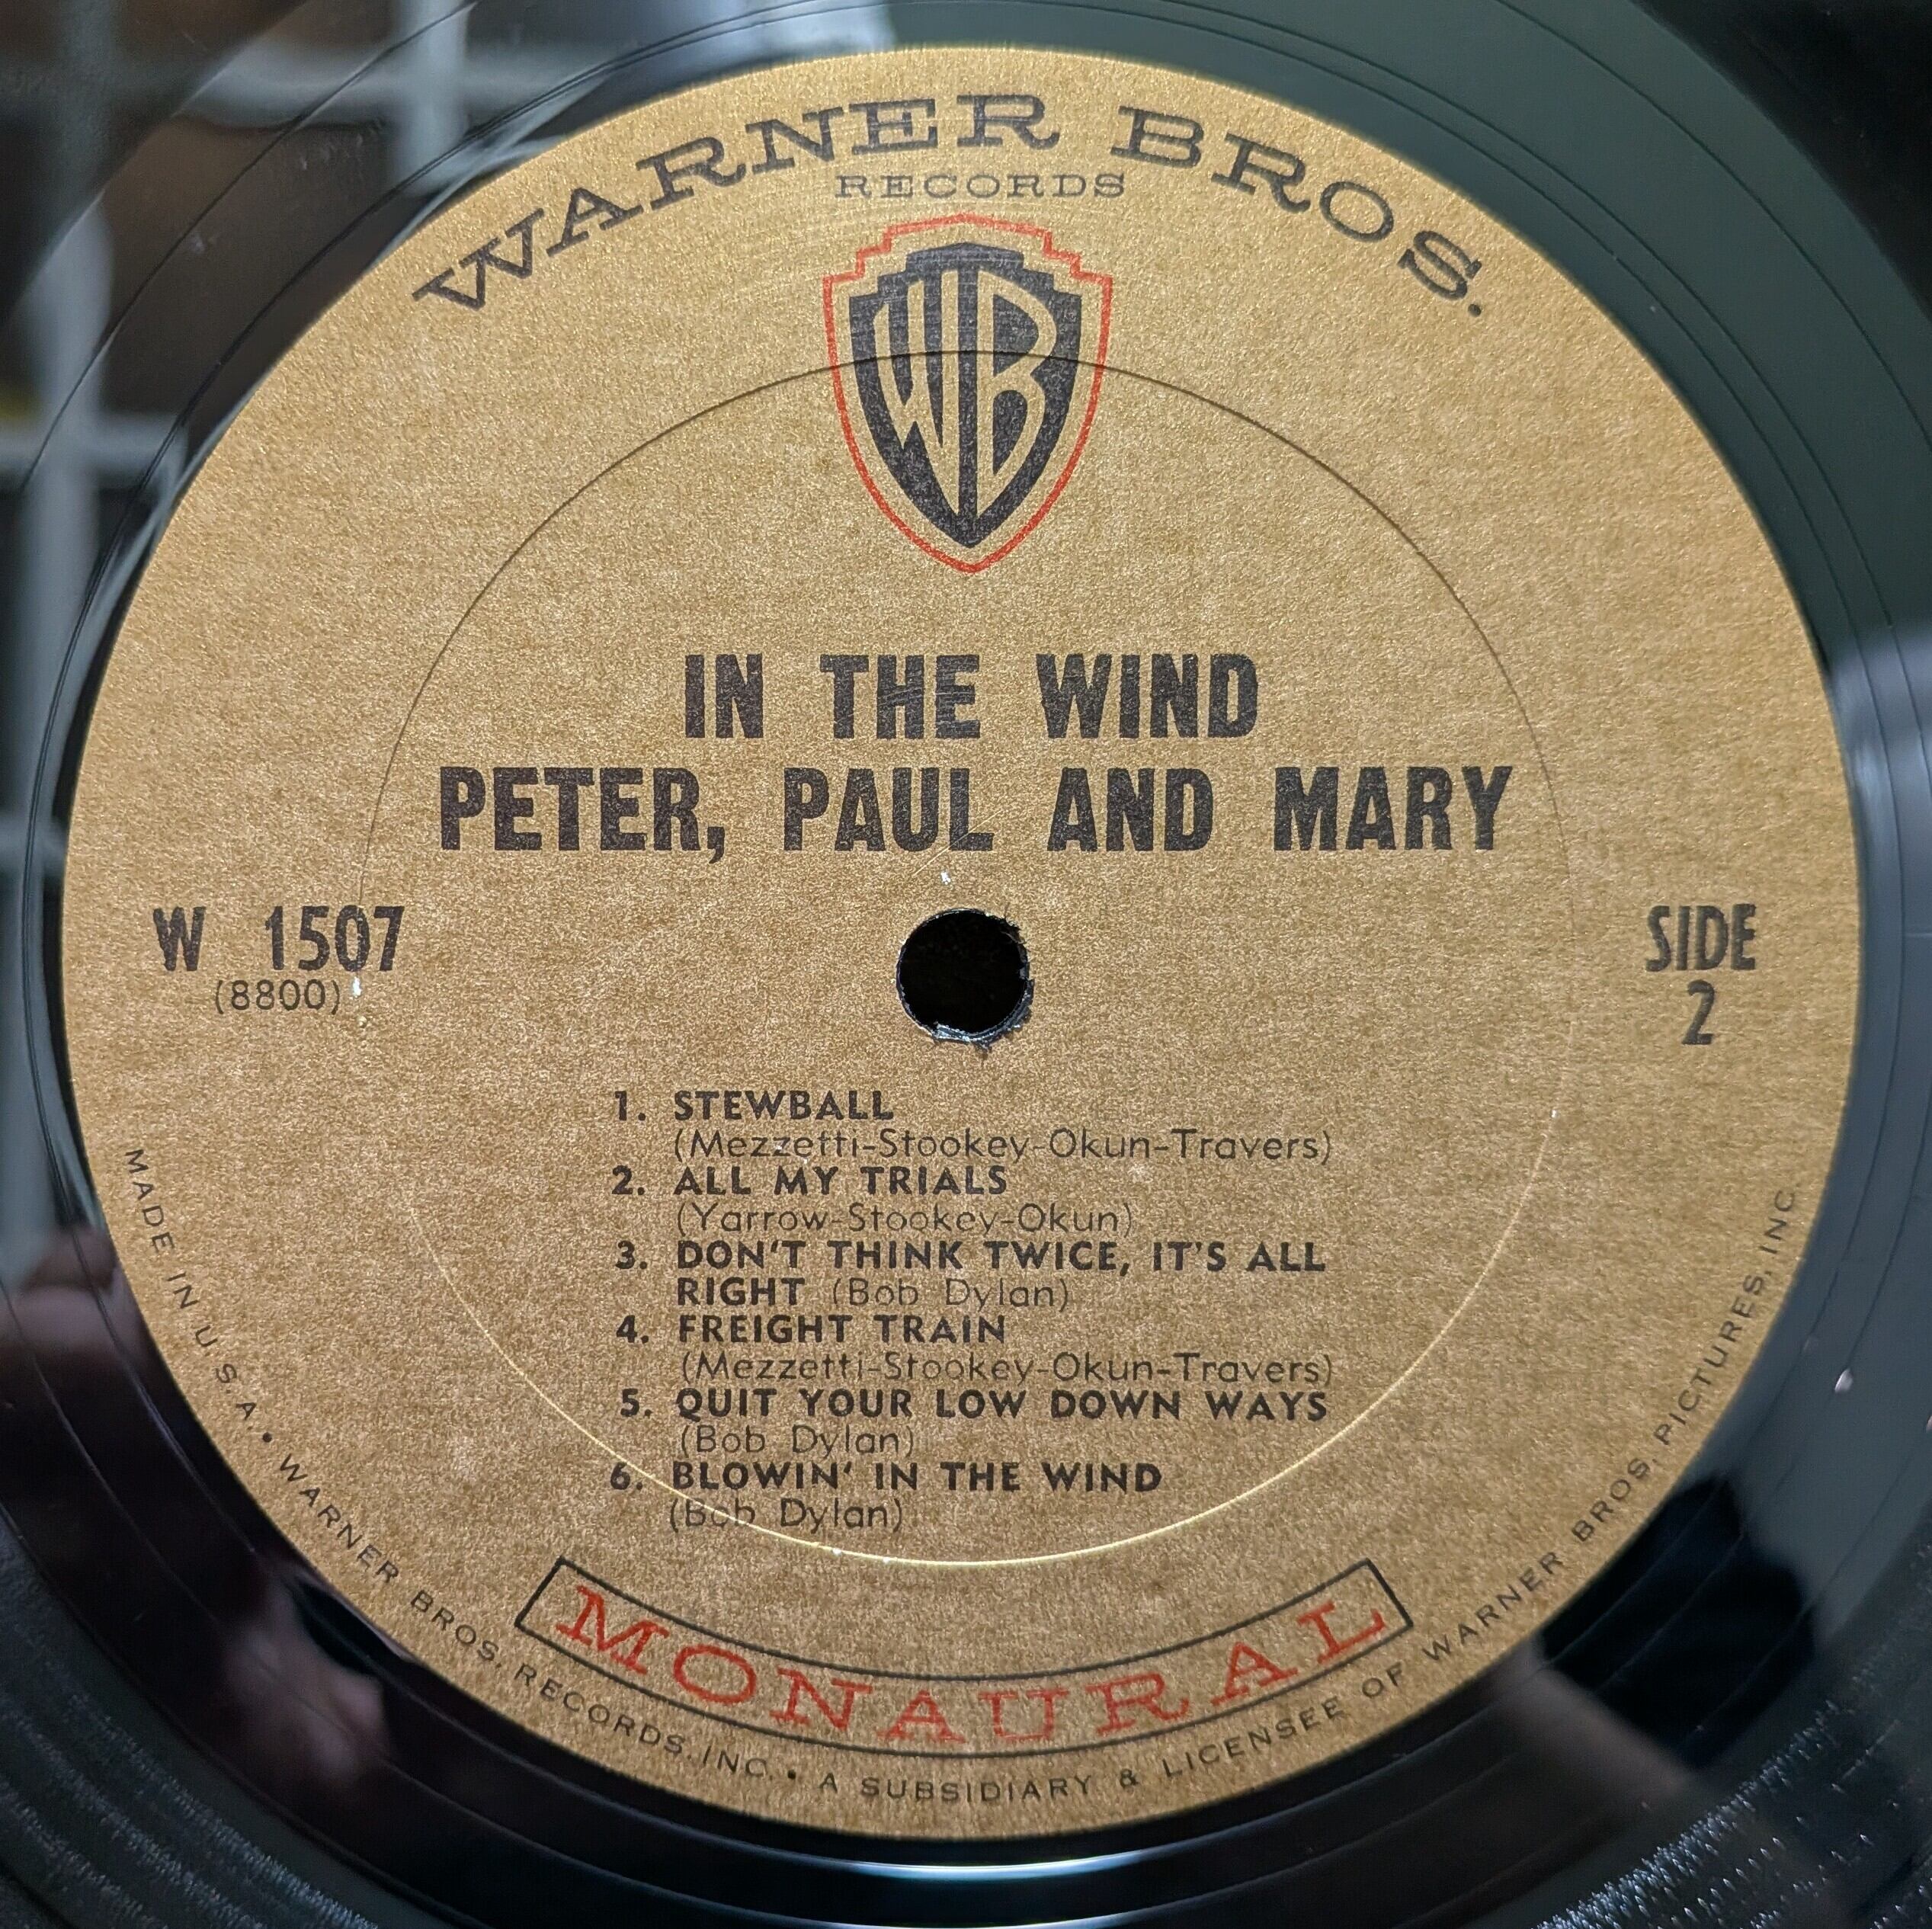 WARNER BROS.
RECORDS
WB
IN THE WIND
PETER, PAUL AND MARY
W 1507
(8800)
SIDE
2
1. STEWBALL
(Mezzetti-Stookey-Okun-Travers)
2. ALL MY TRIALS
(Yarrow-Stookey-Okun)
3. DON'T THINK TWICE, IT'S ALL
RIGHT (Bob Dylan)
4. FREIGHT TRAIN
(Mezzetti-Stookey-Okun-Travers)
5. QUIT YOUR LOW DOWN WAYS
(Bob Dylan)
6. BLOWIN' IN THE WIND
(Bob Dylan)
MONAURAL
MADE IN U.S.A. • WARNER BROS. RECORDS, INC. • A SUBSIDIARY & LICENSEE OF WARNER BROS. PICTURES, INC.